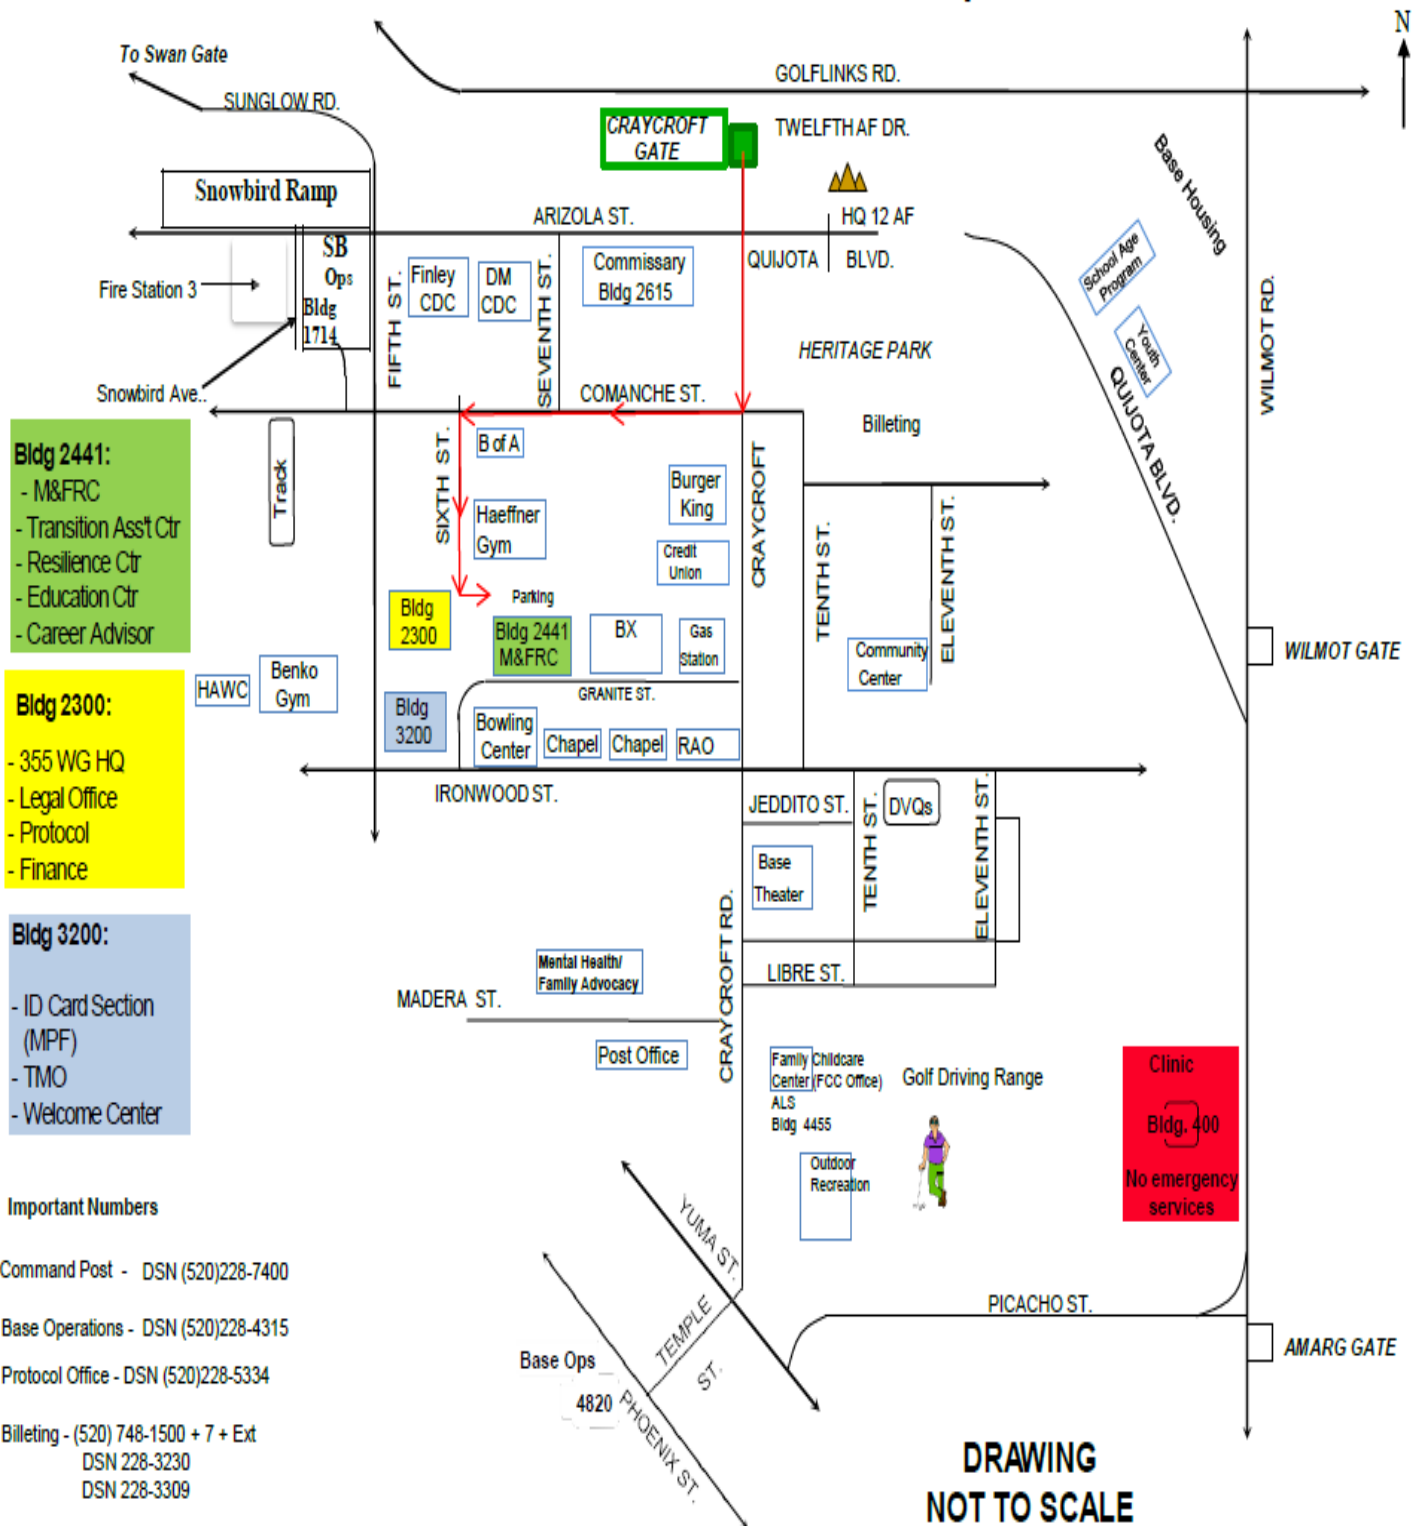 N
To Swan Gate
GOLFLINKS RD.
SUNGLOW RD.
CRAYCROFT
GATE
TWELFTH AF DR.
Base Housing
Snowbird Ramp
ARIZOLA ST.
HQ 12 AF
QUIJOTA
BLVD.
SB
Ops
Bldg
1714
Fire Station 3
Snowbird Ave..
FIFTH ST.
Finley
CDC
DM
CDC
SEVENTH ST.
Commissary
Bldg 2615
School Age
Program
Youth
Center
WILMOT RD.
HERITAGE PARK
COMANCHE ST.
QUIJOTA BLVD.
Billeting
Bldg 2441:
- M&FRC
- Transition Ass't Ctr
- Resilience Ctr
- Education Ctr
- Career Advisor
Track
SIXTH ST.
B of A
Haeffner
Gym
Burger
King
Credit
Union
CRAYCROFT
TENTH ST.
ELEVENTH ST.
Parking
Bldg
2300
Bldg 2441
M&FRC
BX
Gas
Station
Community
Center
WILMOT GATE
HAWC
Benko
Gym
GRANITE ST.
Bldg 2300:
- 355 WG HQ
- Legal Office
- Protocol
- Finance
Bldg
3200
Bowling
Center
Chapel
Chapel
RAO
IRONWOOD ST.
JEDDITO ST.
TENTH ST.
DVQs
ELEVENTH ST.
Base
Theater
CRAYCROFT RD.
Bldg 3200:
- ID Card Section
(MPF)
- TMO
- Welcome Center
Mental Health/
Family Advocacy
LIBRE ST.
MADERA ST.
Post Office
Family Childcare
Center (FCC Office)
ALS
Bldg 4455
Golf Driving Range
Outdoor
Recreation
Clinic
Bldg. 400
No emergency
services
Important Numbers
Command Post - DSN (520)228-7400
Base Operations - DSN (520)228-4315
Protocol Office - DSN (520)228-5334
Billeting - (520) 748-1500 + 7 + Ext
DSN 228-3230
DSN 228-3309
YUMA ST.
TEMPLE
ST.
PICACHO ST.
AMARG GATE
Base Ops
4820
PHOENIX ST.
DRAWING
NOT TO SCALE